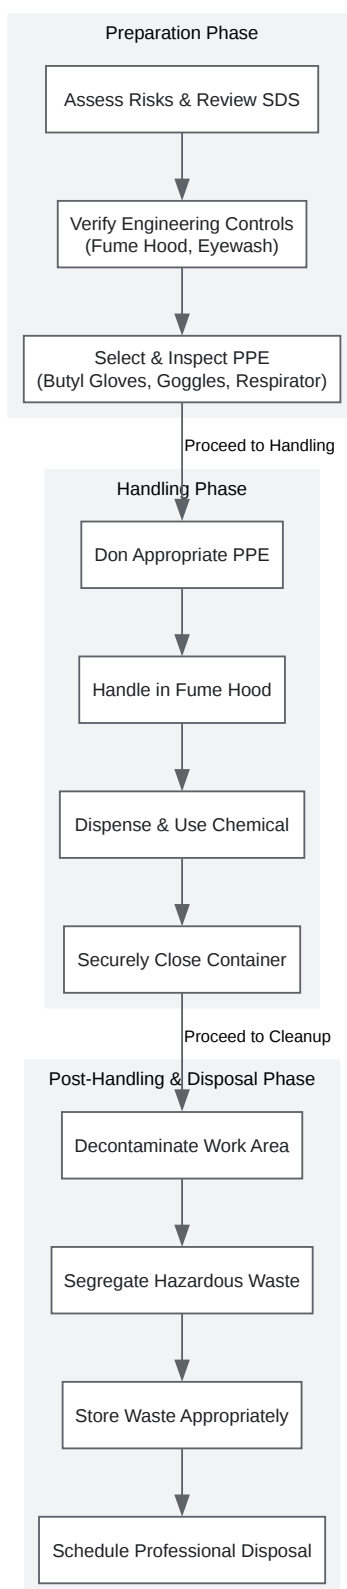 Preparation Phase
Assess Risks & Review SDS
Verify Engineering Controls
(Fume Hood, Eyewash)
Select & Inspect PPE
(Butyl Gloves, Goggles, Respirator)
Proceed to Handling
Handling Phase
Don Appropriate PPE
Handle in Fume Hood
Dispense & Use Chemical
Securely Close Container
Proceed to Cleanup
Post-Handling & Disposal Phase
Decontaminate Work Area
Segregate Hazardous Waste
Store Waste Appropriately
Schedule Professional Disposal